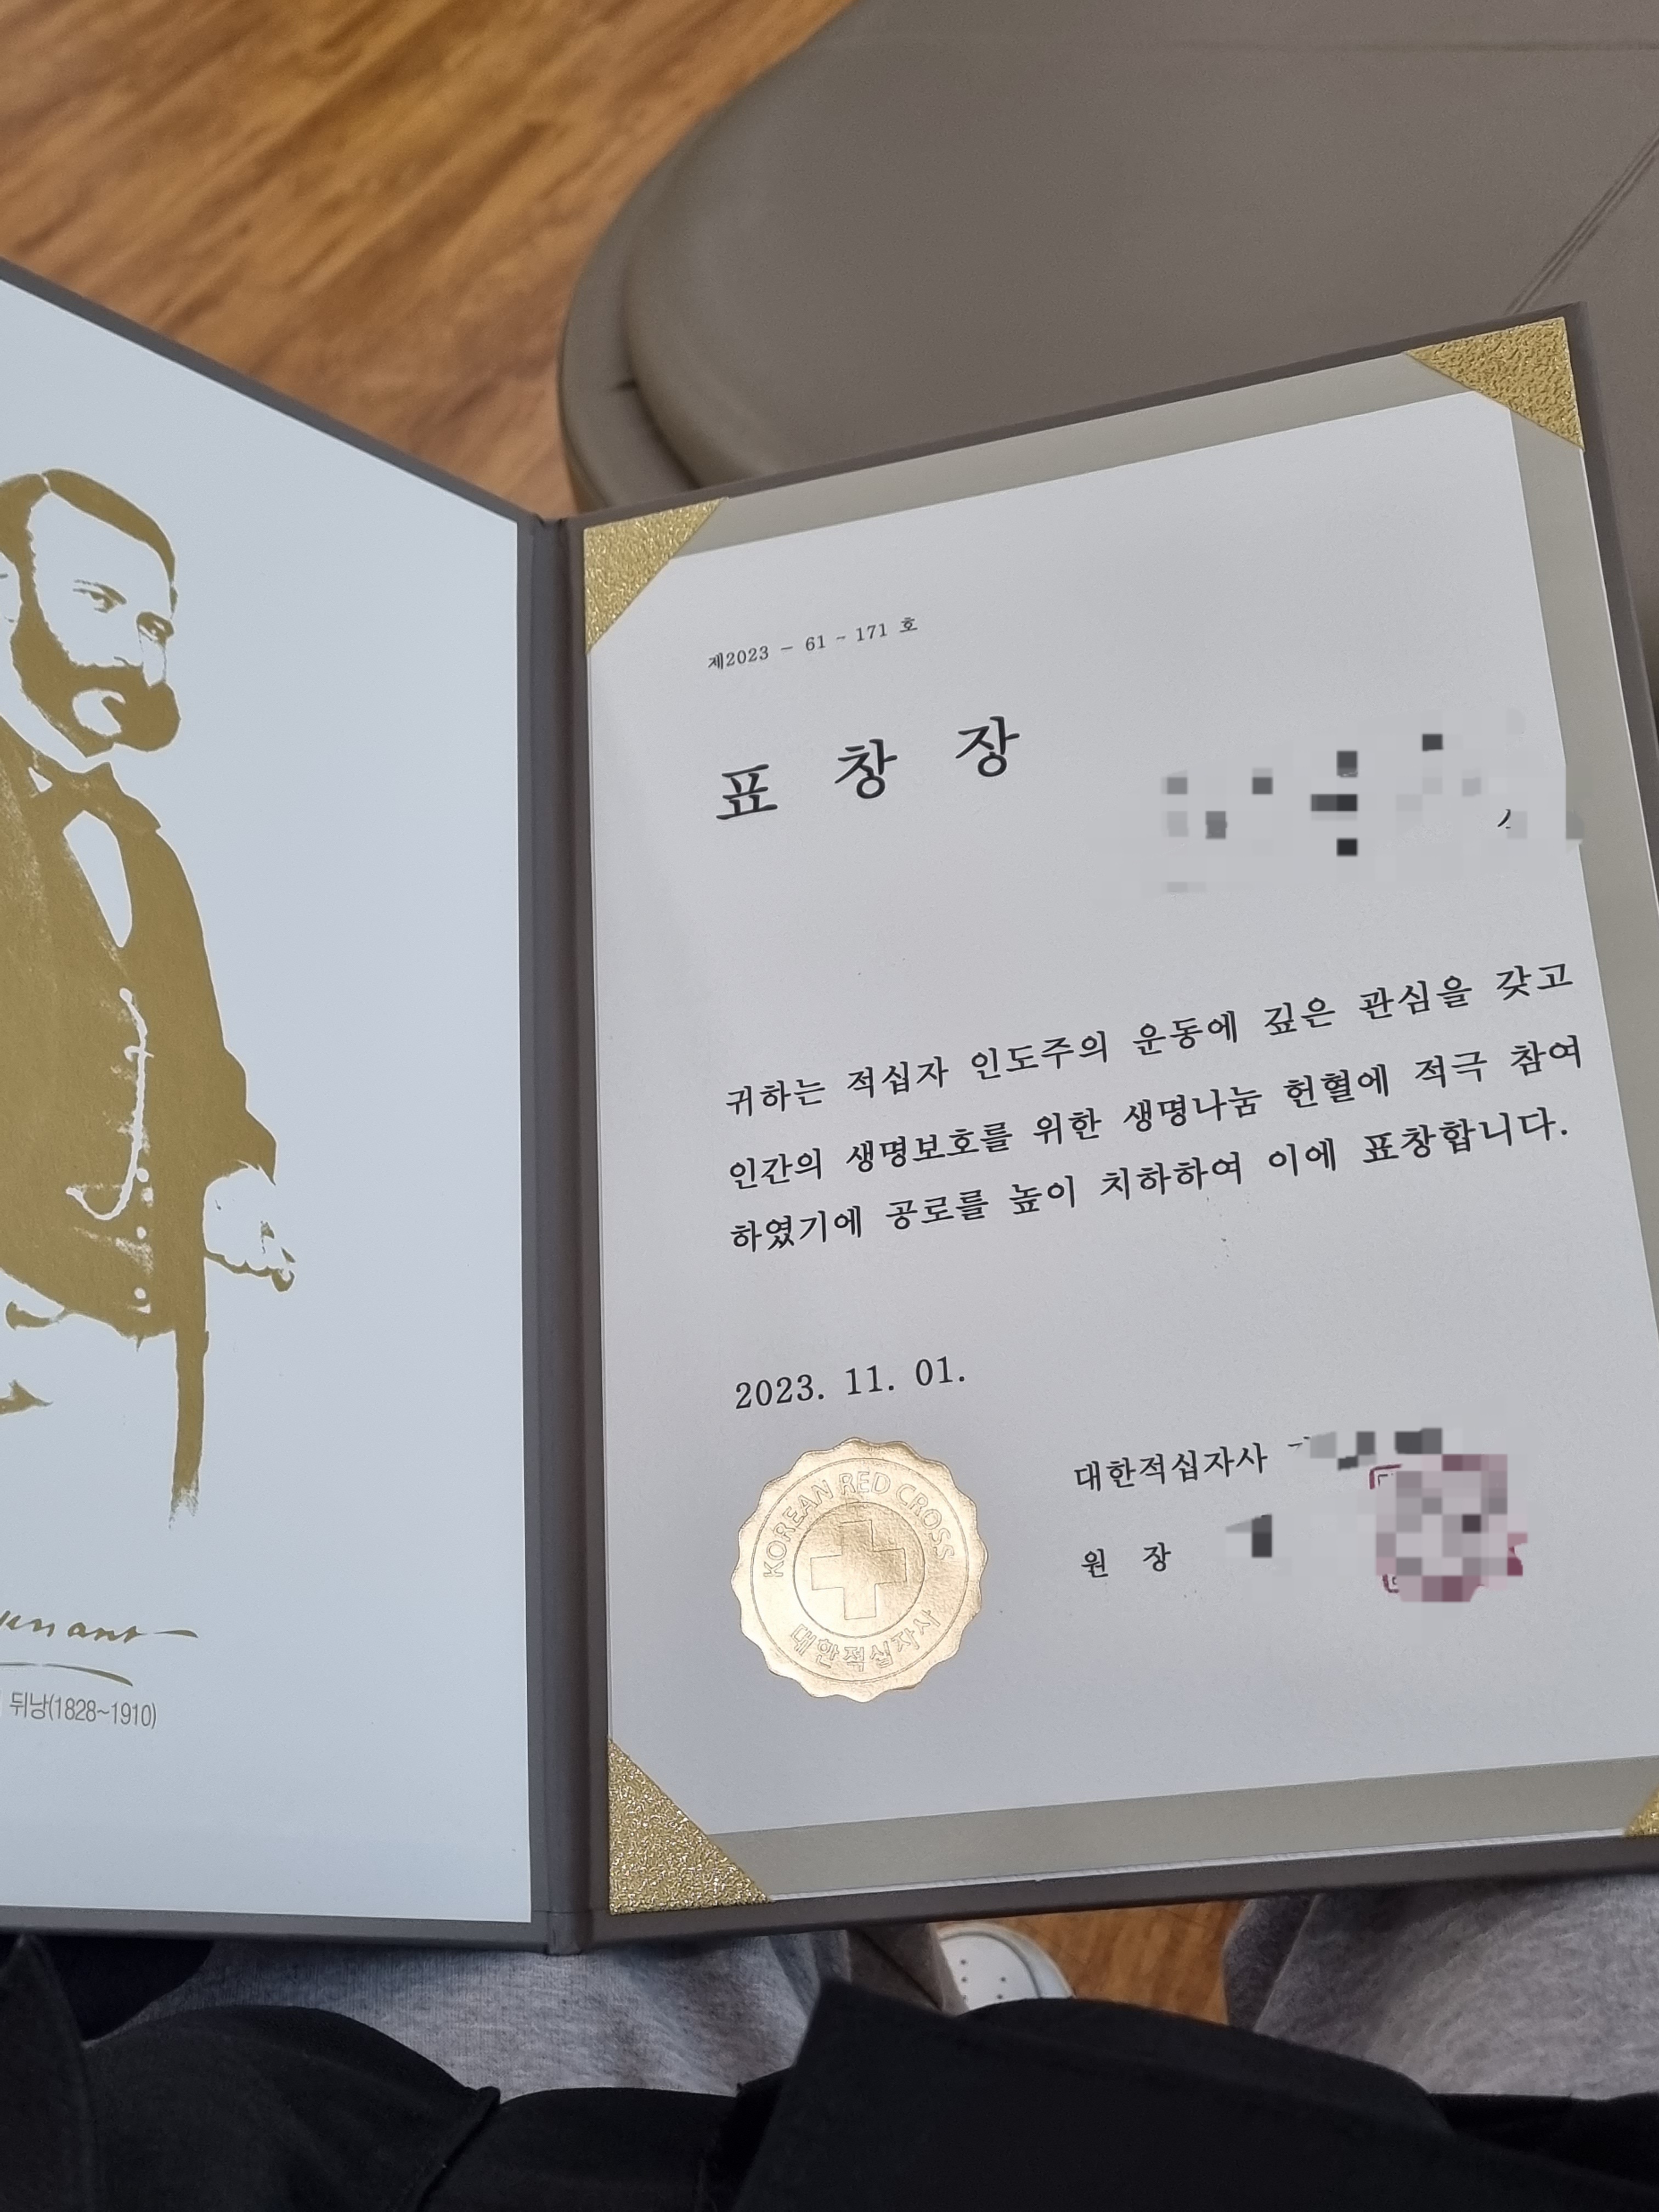 뒤낭(1828~1910)
제2023 - 61 - 171 호
표 창 장
귀하는 적십자 인도주의 운동에 깊은 관심을 갖고
인간의 생명보호를 위한 생명나눔 헌혈에 적극 참여
하였기에 공로를 높이 치하하여 이에 표창합니다.
2023. 11. 01.
KOREAN RED CROSS
대한적십자사
대한적십자사
원 장